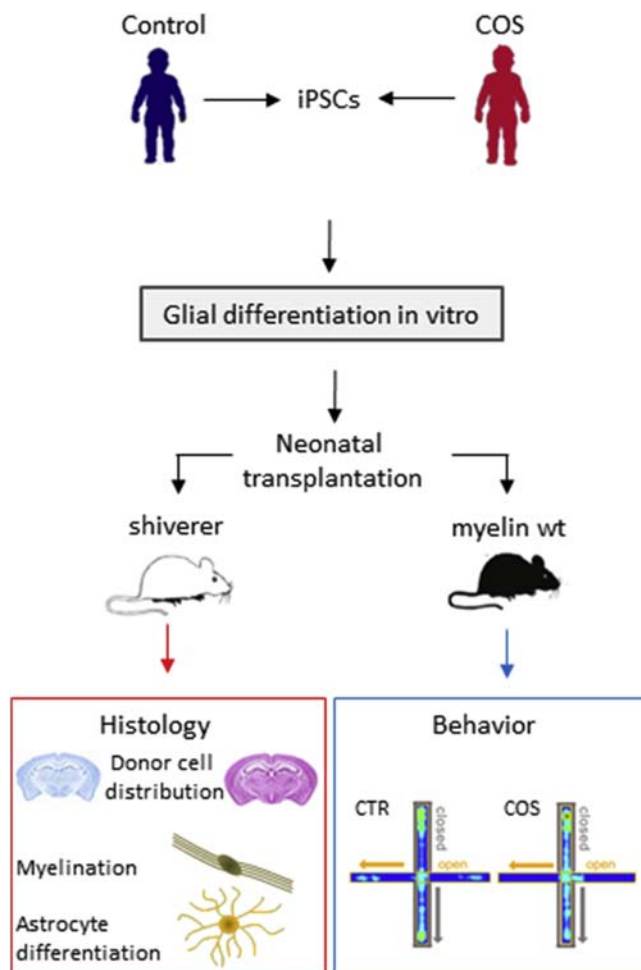 Control
COS
iPSCs
Glial differentiation in vitro
Neonatal
transplantation
shiverer
myelin wt
Histology
Donor cell
distribution
Myelination
Astrocyte
differentiation
Behavior
CTR
closed
open
COS
closed
open